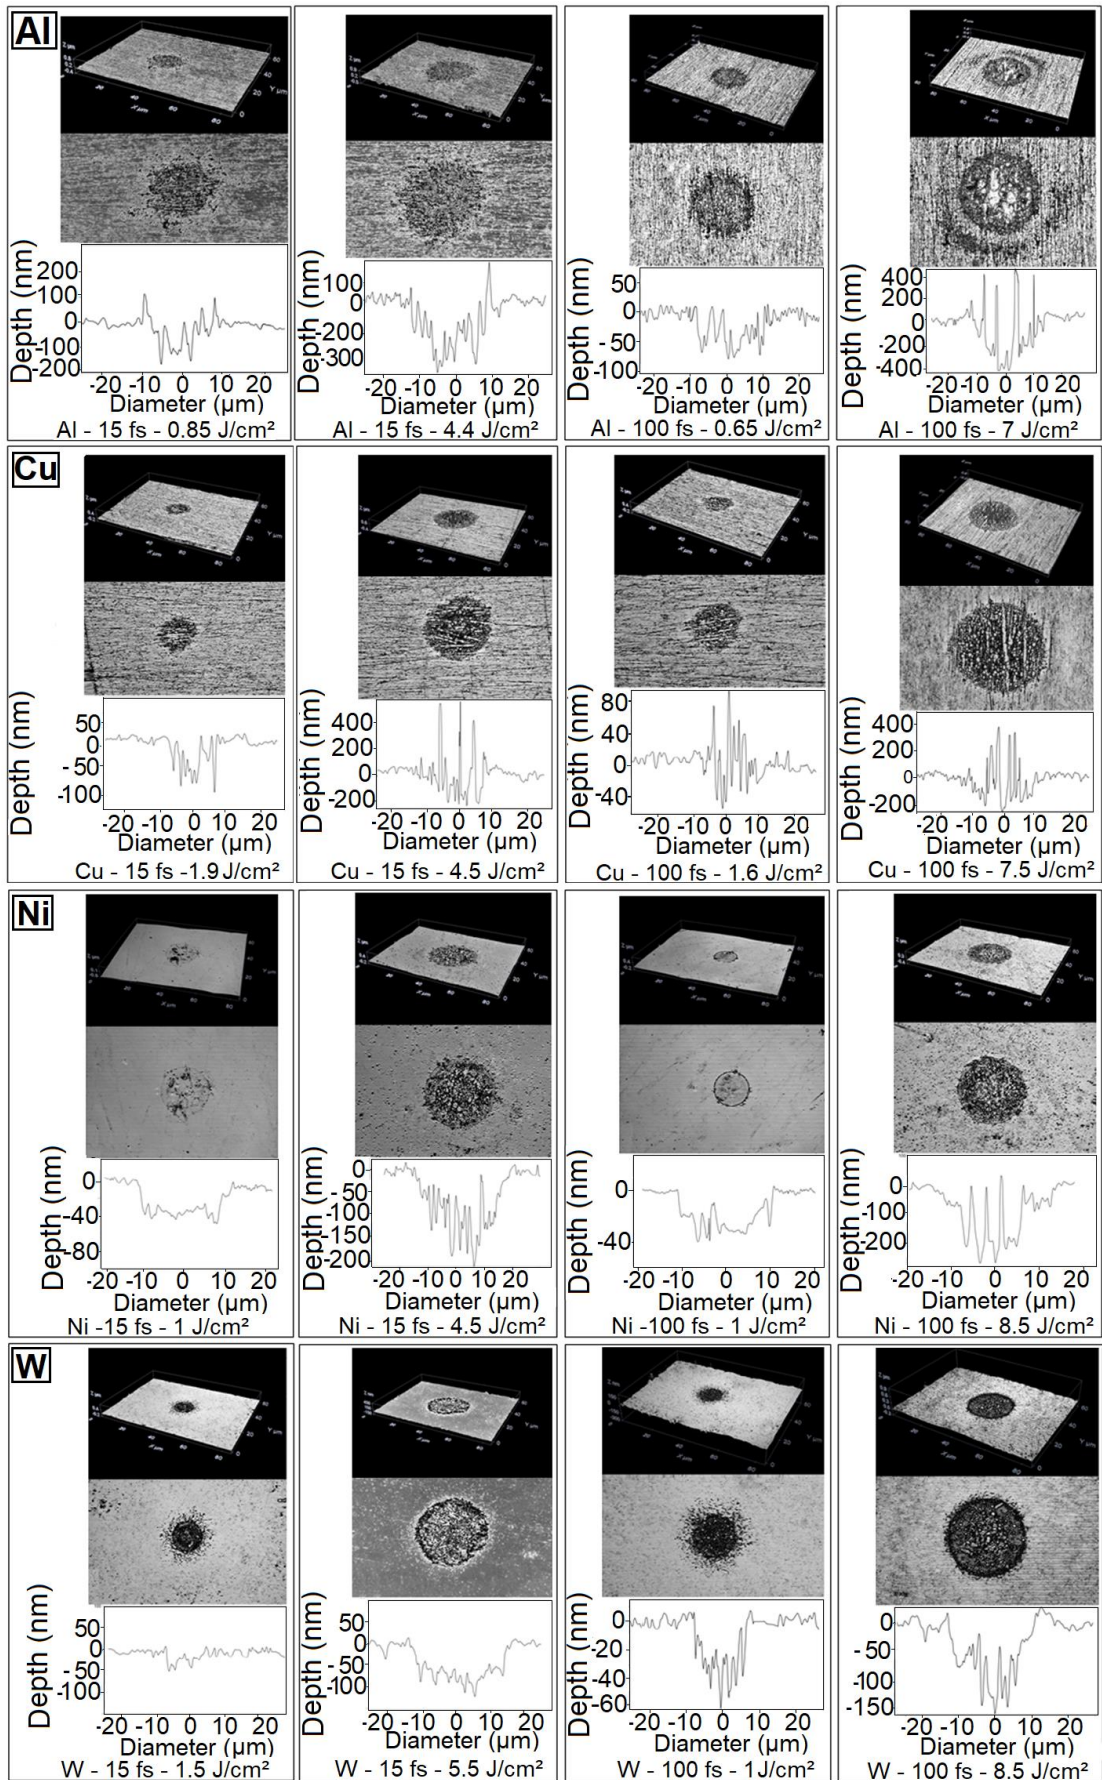 Al
Depth (nm)
200
100
0
-100
-200
-20 -10 0 10 20
Diameter (µm)
Al - 15 fs - 0.85 J/cm²
Depth (nm)
100
0
-200
-300
-20 -10 0 10 20
Diameter (µm)
Al - 15 fs - 4.4 J/cm²
Depth (nm)
50
0
- 50
-100
-20 -10 0 10 20
Diameter (µm)
Al - 100 fs - 0.65 J/cm²
Depth (nm)
400
200
0
-200
-400
-20 -10 0 10 20
Diameter (µm)
Al -100 fs - 7 J/cm²
Cu
Depth (nm)
50
0
- 50
-100
-20 -10 0 10 20
Diameter (µm)
Cu - 15 fs -1.9 J/cm²
Depth (nm)
400
200
0
-200
-20 -10 0 10 20
Diameter (µm)
Cu - 15 fs - 4.5 J/cm²
Depth (nm)
80
40
0
-40
-20 -10 0 10 20
Diameter (µm)
Cu - 100 fs - 1.6 J/cm²
Depth (nm)
400
200
0
-200
-20 -10 0 10 20
Diameter (µm)
Cu - 100 fs - 7.5 J/cm²
Ni
Depth (nm)
0
-40
-80
-20 -10 0 10 20
Diameter (µm)
Ni -15 fs - 1 J/cm²
Depth (nm)
0
- 50
-100
-150
-200
-20 -10 0 10 20
Diameter (µm)
Ni - 15 fs - 4.5 J/cm²
Depth (nm)
0
-40
-20 -10 0 10 20
Diameter (µm)
Ni -100 fs - 1 J/cm²
Depth (nm)
0
-100
-200
-20 -10 0 10 20
Diameter (µm)
Ni - 100 fs - 8.5 J/cm²
W
Depth (nm)
50
0
- 50
-100
-20 -10 0 10 20
Diameter (µm)
W - 15 fs - 1.5 J/cm²
Depth (nm)
50
0
-50
-100
-20 -10 0 10 20
Diameter (µm)
W - 15 fs - 5.5 J/cm²
Depth (nm)
0
-20
-40
-60
-20 -10 0 10 20
Diameter (µm)
W - 100 fs - 1J/cm²
Depth (nm)
0
-50
-100
-150
-20 -10 0 10 20
Diameter (µm)
W - 100 fs - 8.5 J/cm²